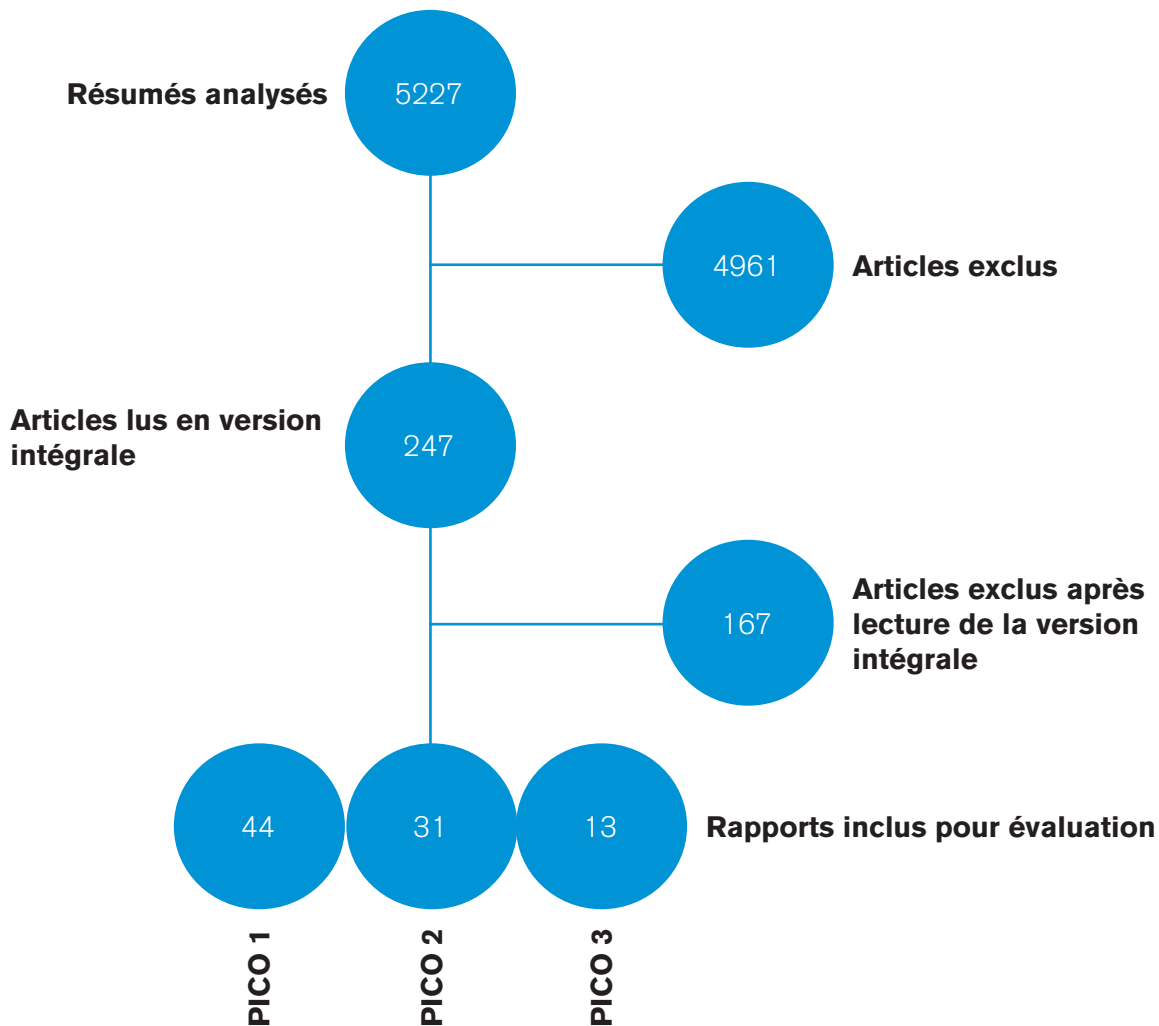 Résumés analysés
5227
4961
Articles exclus
Articles lus en version
intégrale
247
167
Articles exclus après
lecture de la version
intégrale
44
31
13
Rapports inclus pour évaluation
PICO 1
PICO 2
PICO 3